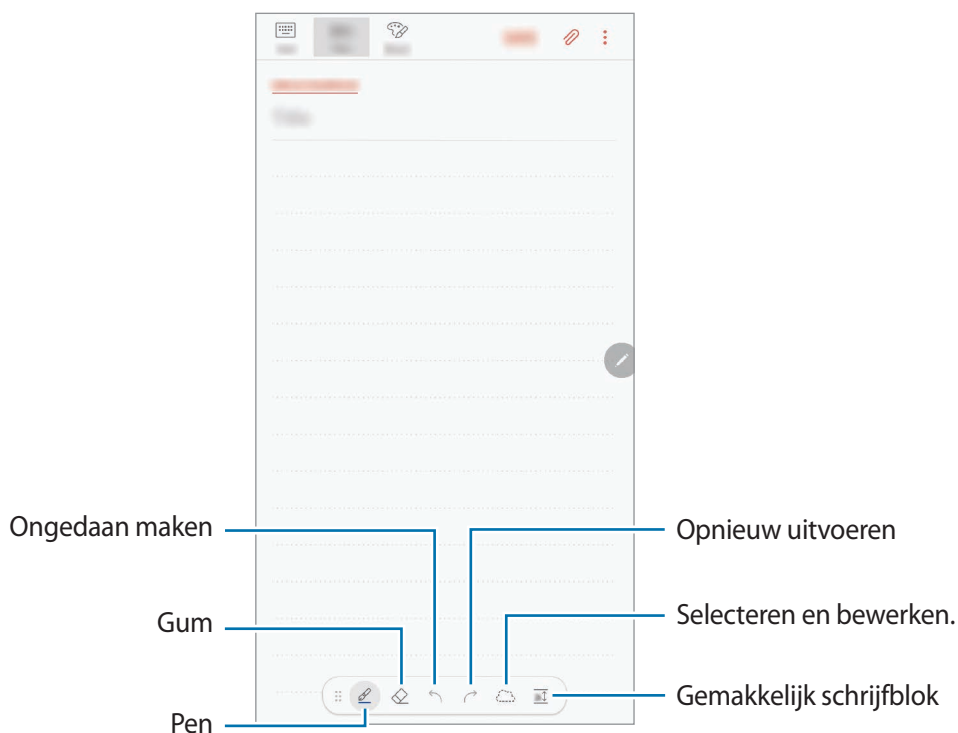 Ongedaan maken
Opnieuw uitvoeren
Gum
Selecteren en bewerken.
Gemakkelijk schrijfblok
Pen